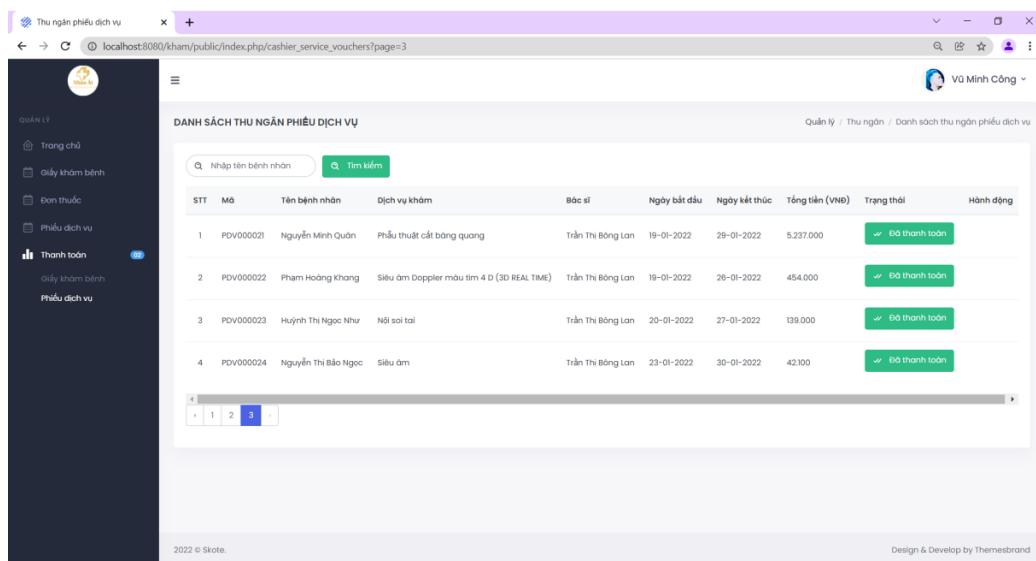 Thu ngân phiếu dịch vụ
localhost:8080/kham/public/index.php/cashier_service_vouchers?page=3
Vũ Minh Công
QUẢN LÝ
Trang chủ
Giấy khám bệnh
Đơn thuốc
Phiếu dịch vụ
Thanh toán 02
Giấy khám bệnh
Phiếu dịch vụ
DANH SÁCH THU NGÂN PHIẾU DỊCH VỤ
Quản lý / Thu ngân / Danh sách thu ngân phiếu dịch vụ
Nhập tên bệnh nhân Tìm kiếm
STT Mã Tên bệnh nhân Dịch vụ khám Bác sĩ Ngày bắt đầu Ngày kết thúc Tổng tiền (VNĐ) Trạng thái Hành động
1 PDV000021 Nguyễn Minh Quân Phẫu thuật cắt bàng quang Trần Thị Bông Lan 19-01-2022 29-01-2022 5.237.000 Đã thanh toán
2 PDV000022 Phạm Hoàng Khang Siêu âm Doppler màu tim 4 D (3D REAL TIME) Trần Thị Bông Lan 19-01-2022 26-01-2022 454.000 Đã thanh toán
3 PDV000023 Huỳnh Thị Ngọc Như Nội soi tai Trần Thị Bông Lan 20-01-2022 27-01-2022 139.000 Đã thanh toán
4 PDV000024 Nguyễn Thị Bảo Ngọc Siêu âm Trần Thị Bông Lan 23-01-2022 30-01-2022 42.100 Đã thanh toán
‹ 1 2 3 ›
2022 © Skote.
Design & Develop by Themesbrand